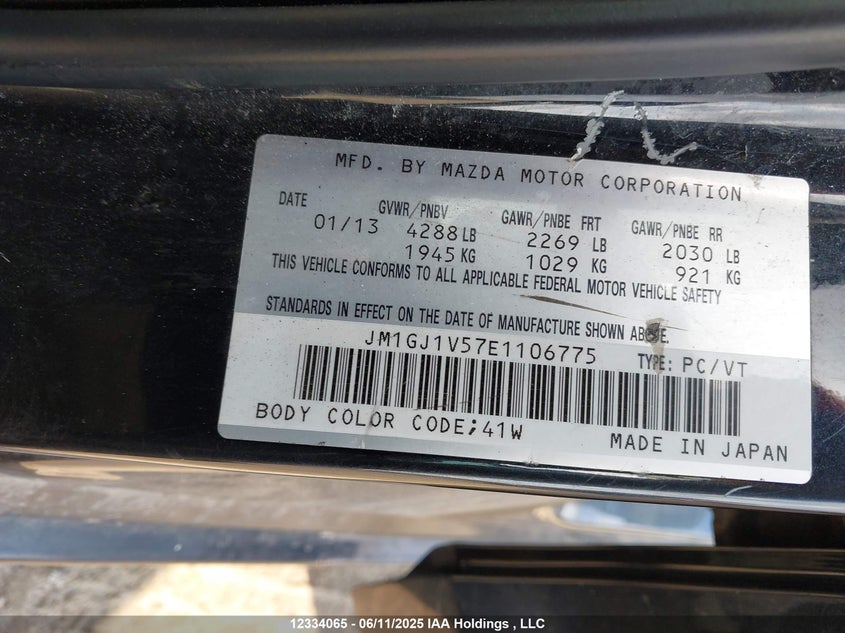 MFD. BY MAZDA MOTOR CORPORATION
DATE GVWR/PNBV GAWR/PNBE FRT GAWR/PNBE RR
01/13 4288 LB 2269 LB 2030 LB
1945 KG 1029 KG 921 KG
THIS VEHICLE CONFORMS TO ALL APPLICABLE FEDERAL MOTOR VEHICLE SAFETY
STANDARDS IN EFFECT ON THE DATE OF MANUFACTURE SHOWN ABOVE.
JM1GJ1V57E1106775 TYPE: PC/VT
BODY COLOR CODE;41W MADE IN JAPAN
12334065 - 06/11/2025 IAA Holdings , LLC